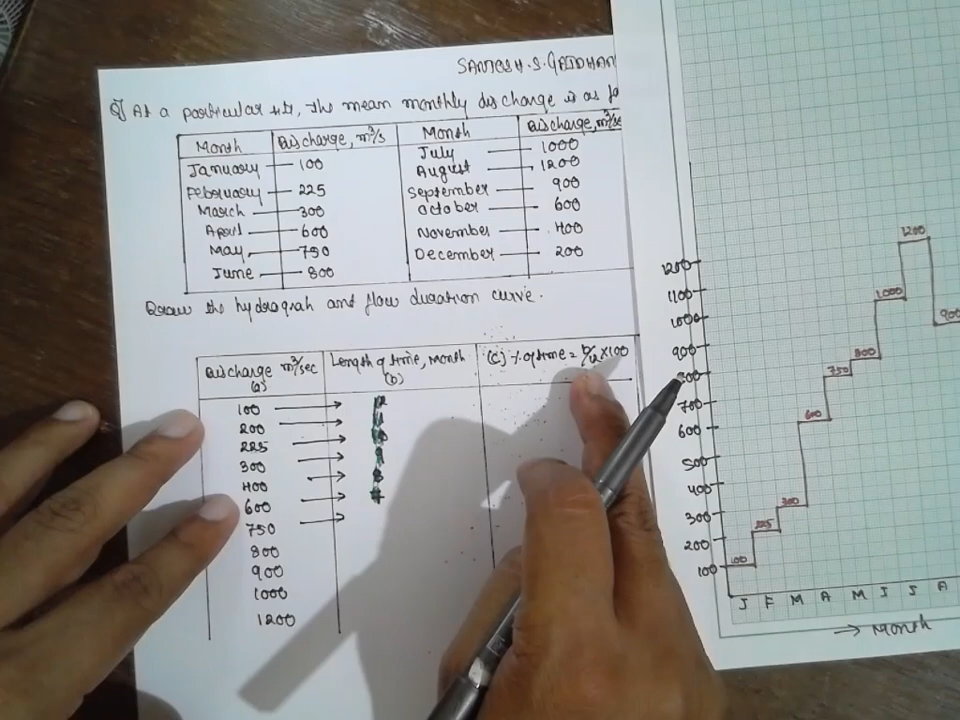 SANTOSH.S.
Q) At a particular site, the mean monthly discharge is as fo
Month Discharge, m³/s Month Discharge, m³/se
January 100 July 1000
February 225 August 1200
March 300 September 900
April 600 October 600
May 750 November 400
June 800 December 200
Draw the hydrograh and flow duration curve.
Discharge m³/sec Length of time, month (c) % of time = b/a ×100
(a) (b)
100
200
225
300
400
600
750
800
900
1000
1200
1200
1100
1000
900
800
700
600
500
400
300
200
100
100
225
300
600
750
800
1000
1200
900
J F M A M J J A
→ Month